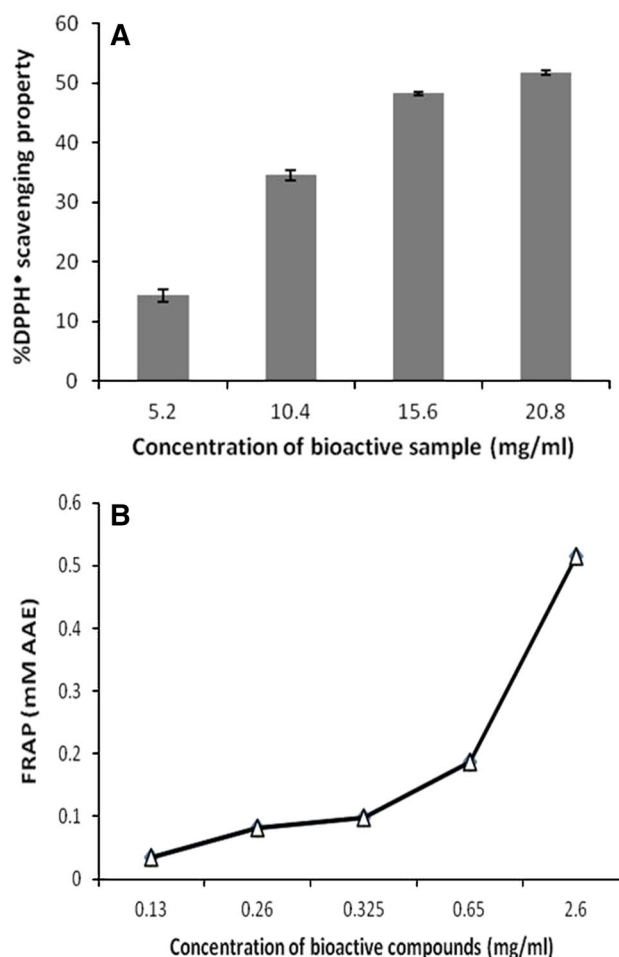 A
60
50
40
30
20
10
0
%DPPH• scavenging property
5.2 10.4 15.6 20.8
Concentration of bioactive sample (mg/ml)
B
0.6
0.5
0.4
0.3
0.2
0.1
0
FRAP (mM AAE)
0.13 0.26 0.325 0.65 2.6
Concentration of bioactive compounds (mg/ml)